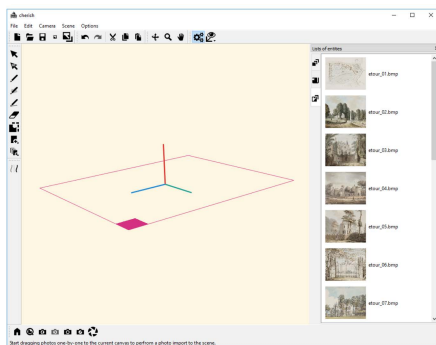 cherish
File Edit Camera Scene Options
Lists of entities
etour_01.bmp
etour_02.bmp
etour_03.bmp
etour_04.bmp
etour_05.bmp
etour_06.bmp
etour_07.bmp
Start dragging photos one-by-one to the current canvas to perfrom a photo import to the scene.